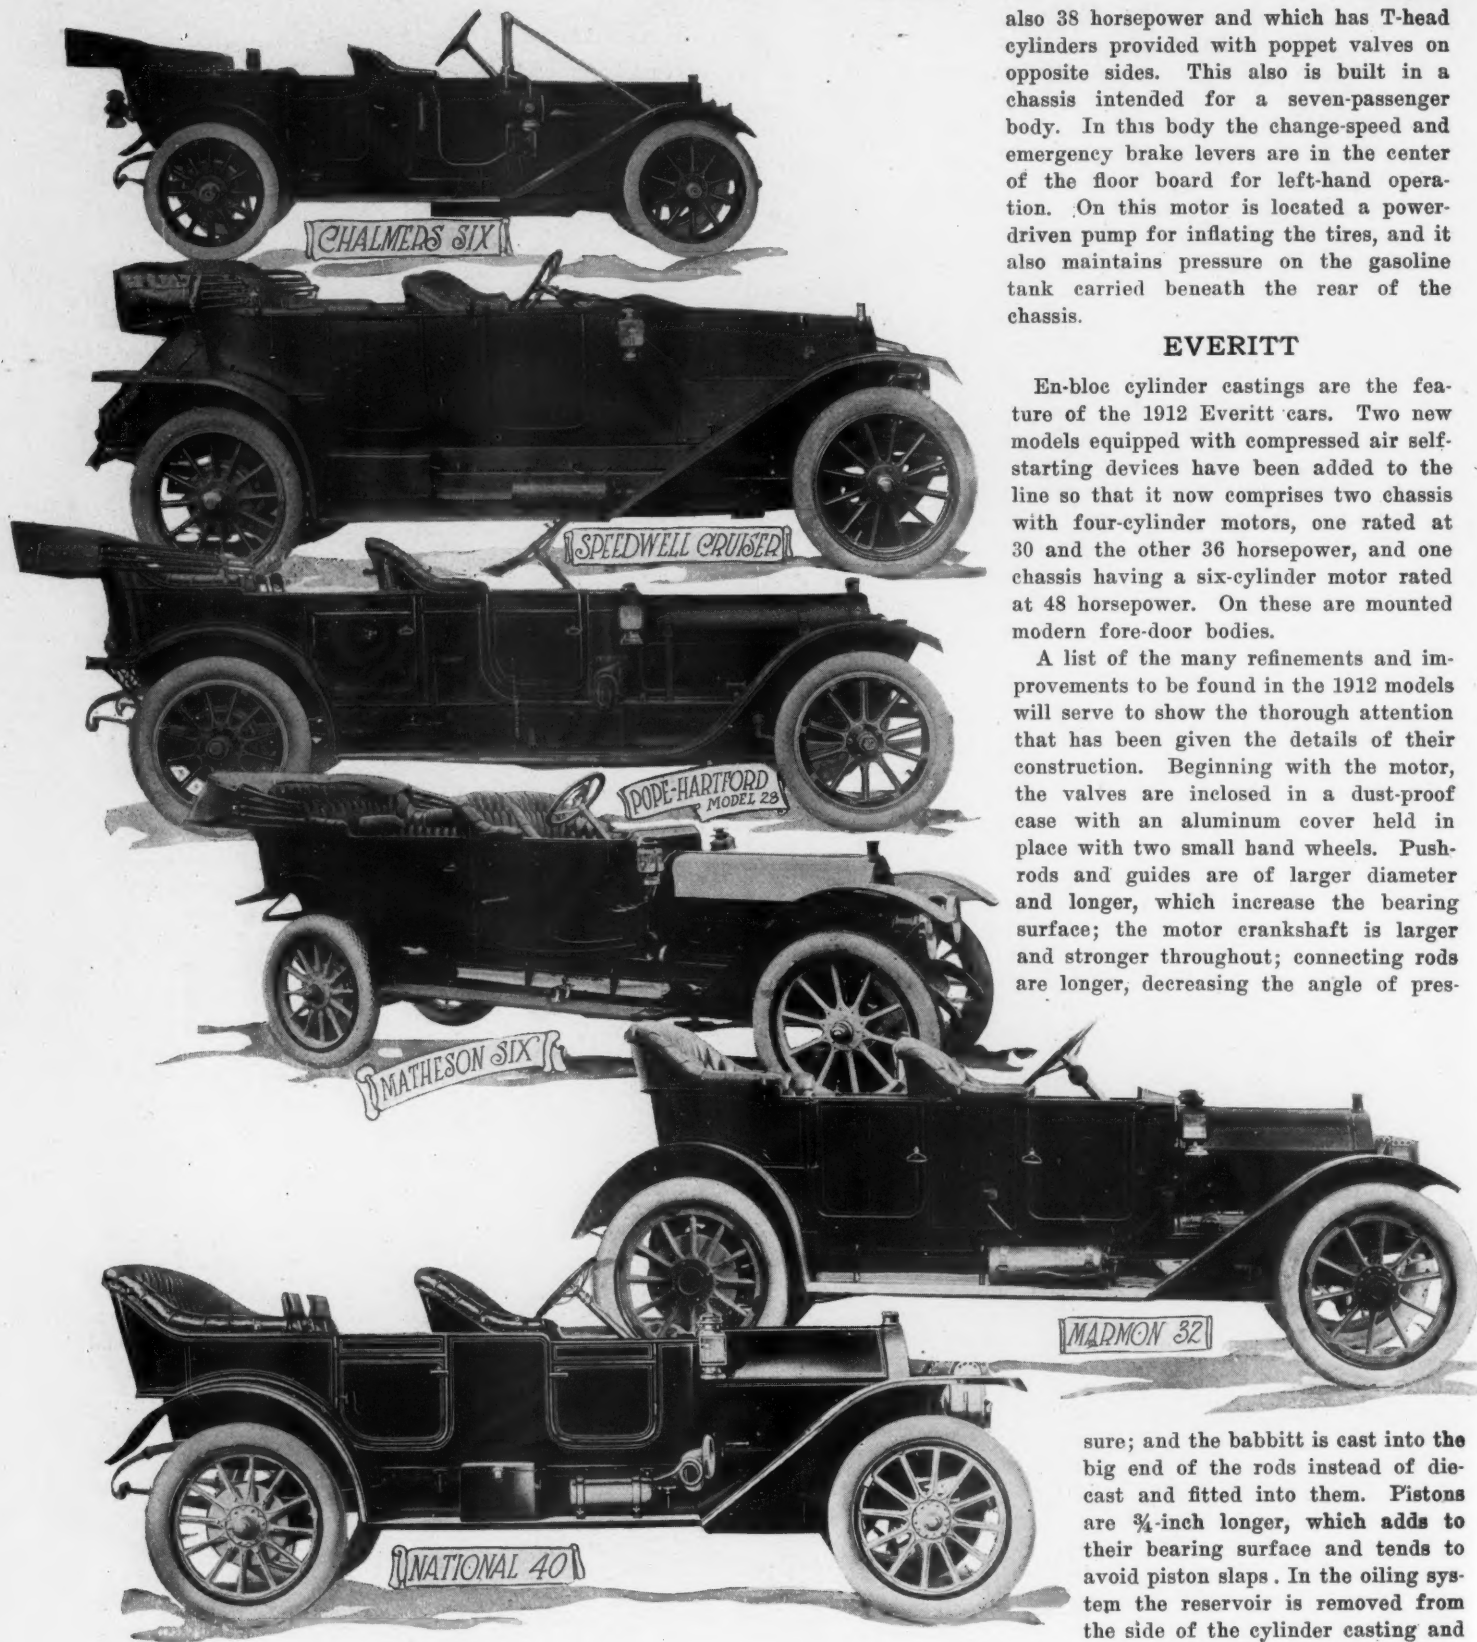 also 38 horsepower and which has T-head
cylinders provided with poppet valves on
opposite sides. This also is built in a
chassis intended for a seven-passenger
body. In this body the change-speed and
emergency brake levers are in the center
of the floor board for left-hand opera-
tion. On this motor is located a power-
driven pump for inflating the tires, and it
also maintains pressure on the gasoline
tank carried beneath the rear of the
chassis.
EVERITT
En-bloc cylinder castings are the fea-
ture of the 1912 Everitt cars. Two new
models equipped with compressed air self-
starting devices have been added to the
line so that it now comprises two chassis
with four-cylinder motors, one rated at
30 and the other 36 horsepower, and one
chassis having a six-cylinder motor rated
at 48 horsepower. On these are mounted
modern fore-door bodies.
A list of the many refinements and im-
provements to be found in the 1912 models
will serve to show the thorough attention
that has been given the details of their
construction. Beginning with the motor,
the valves are inclosed in a dust-proof
case with an aluminum cover held in
place with two small hand wheels. Push-
rods and guides are of larger diameter
and longer, which increase the bearing
surface; the motor crankshaft is larger
and stronger throughout; connecting rods
are longer, decreasing the angle of pres-
sure; and the babbitt is cast into the
big end of the rods instead of die-
cast and fitted into them. Pistons
are ¾-inch longer, which adds to
their bearing surface and tends to
avoid piston slaps. In the oiling sys-
tem the reservoir is removed from
the side of the cylinder casting and
CHALMERS SIX
SPEEDWELL CRUISER
POPE-HARTFORD
MODEL 28
MATHESON SIX
MARMON 32
NATIONAL 40